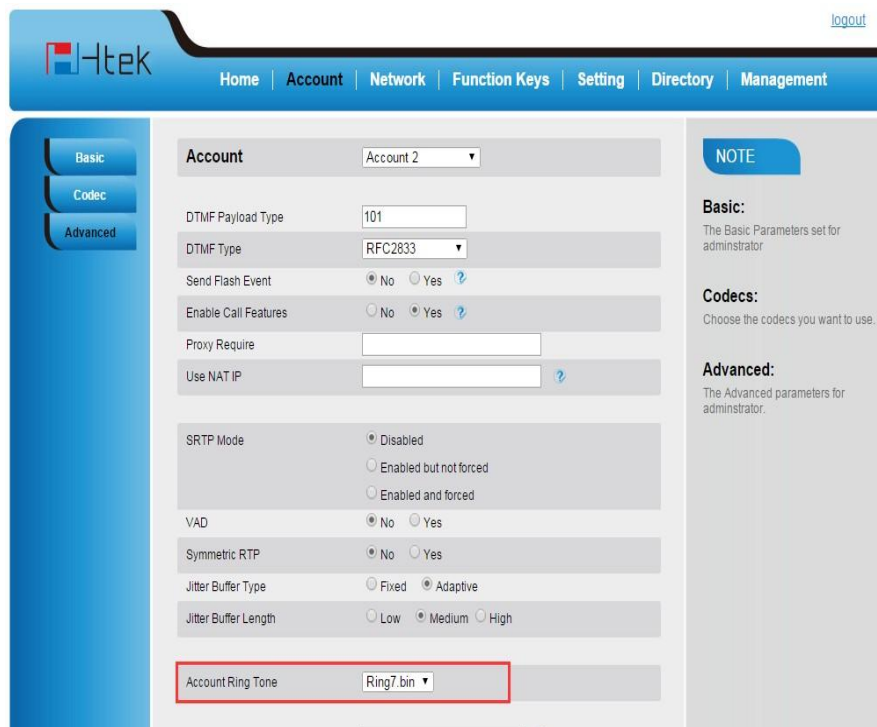 logout
Htek
Home | Account | Network | Function Keys | Setting | Directory | Management
Basic
Codec
Advanced
Account Account 2
DTMF Payload Type 101
DTMF Type RFC2833
Send Flash Event No Yes ?
Enable Call Features No Yes ?
Proxy Require
Use NAT IP ?
SRTP Mode Disabled
Enabled but not forced
Enabled and forced
VAD No Yes
Symmetric RTP No Yes
Jitter Buffer Type Fixed Adaptive
Jitter Buffer Length Low Medium High
Account Ring Tone Ring7.bin
NOTE
Basic:
The Basic Parameters set for
adminstrator
Codecs:
Choose the codecs you want to use.
Advanced:
The Advanced parameters for
adminstrator.